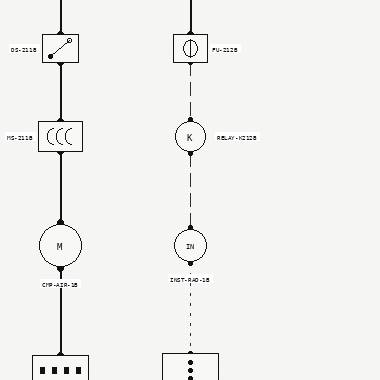 DS-2118
FU-2128
MS-2118
K
RELAY-K2128
M
IN
CMP-AIR-18
INST-RAD-18